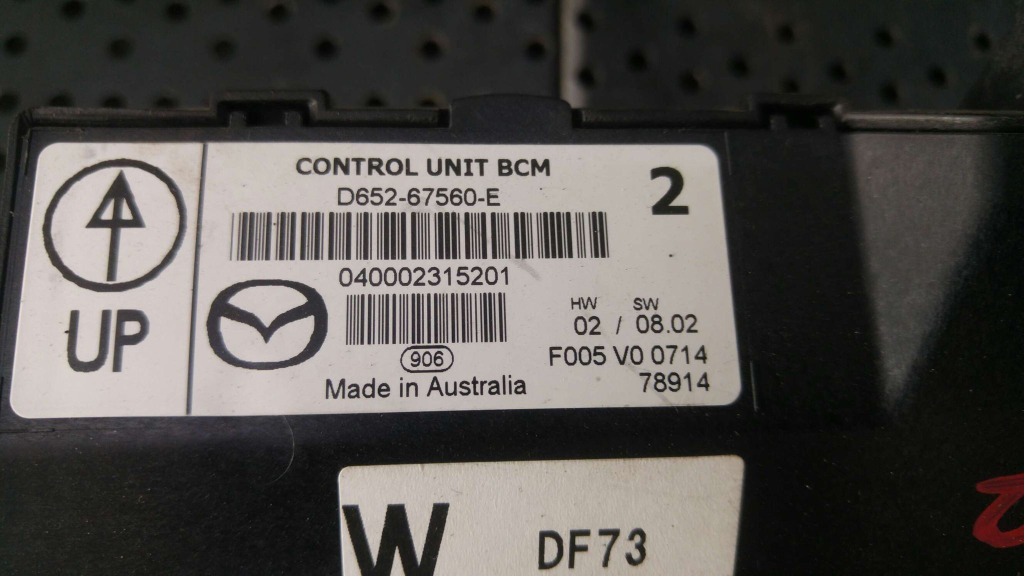 CONTROL UNIT BCM
2
D652-67560-E
040002315201
UP
HW SW
02 / 08.02
906
F005 V0 0714
Made in Australia
78914
W
DF73